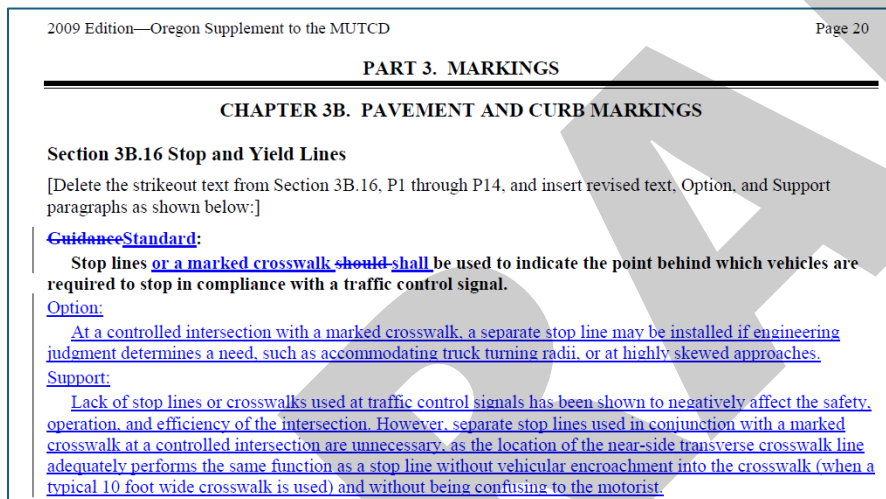 2009 Edition—Oregon Supplement to the MUTCD Page 20
PART 3. MARKINGS
CHAPTER 3B. PAVEMENT AND CURB MARKINGS
Section 3B.16 Stop and Yield Lines
[Delete the strikeout text from Section 3B.16, P1 through P14, and insert revised text, Option, and Support
paragraphs as shown below:]
GuidanceStandard:
Stop lines or a marked crosswalk should shall be used to indicate the point behind which vehicles are
required to stop in compliance with a traffic control signal.
Option:
At a controlled intersection with a marked crosswalk, a separate stop line may be installed if engineering
judgment determines a need, such as accommodating truck turning radii, or at highly skewed approaches.
Support:
Lack of stop lines or crosswalks used at traffic control signals has been shown to negatively affect the safety,
operation, and efficiency of the intersection. However, separate stop lines used in conjunction with a marked
crosswalk at a controlled intersection are unnecessary, as the location of the near-side transverse crosswalk line
adequately performs the same function as a stop line without vehicular encroachment into the crosswalk (when a
typical 10 foot wide crosswalk is used) and without being confusing to the motorist.